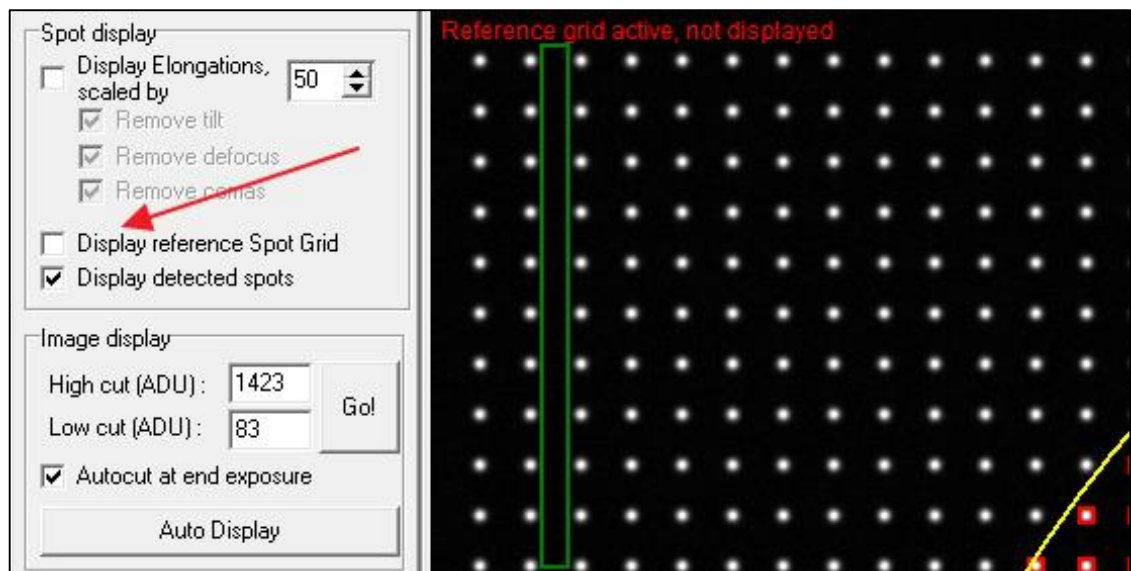 Spot display
Display Elongations,
scaled by
50
Remove tilt
Remove defocus
Remove comas
Display reference Spot Grid
Display detected spots
Image display
High cut (ADU) :
1423
Low cut (ADU) :
83
Go!
Autocut at end exposure
Auto Display
Reference grid active, not displayed